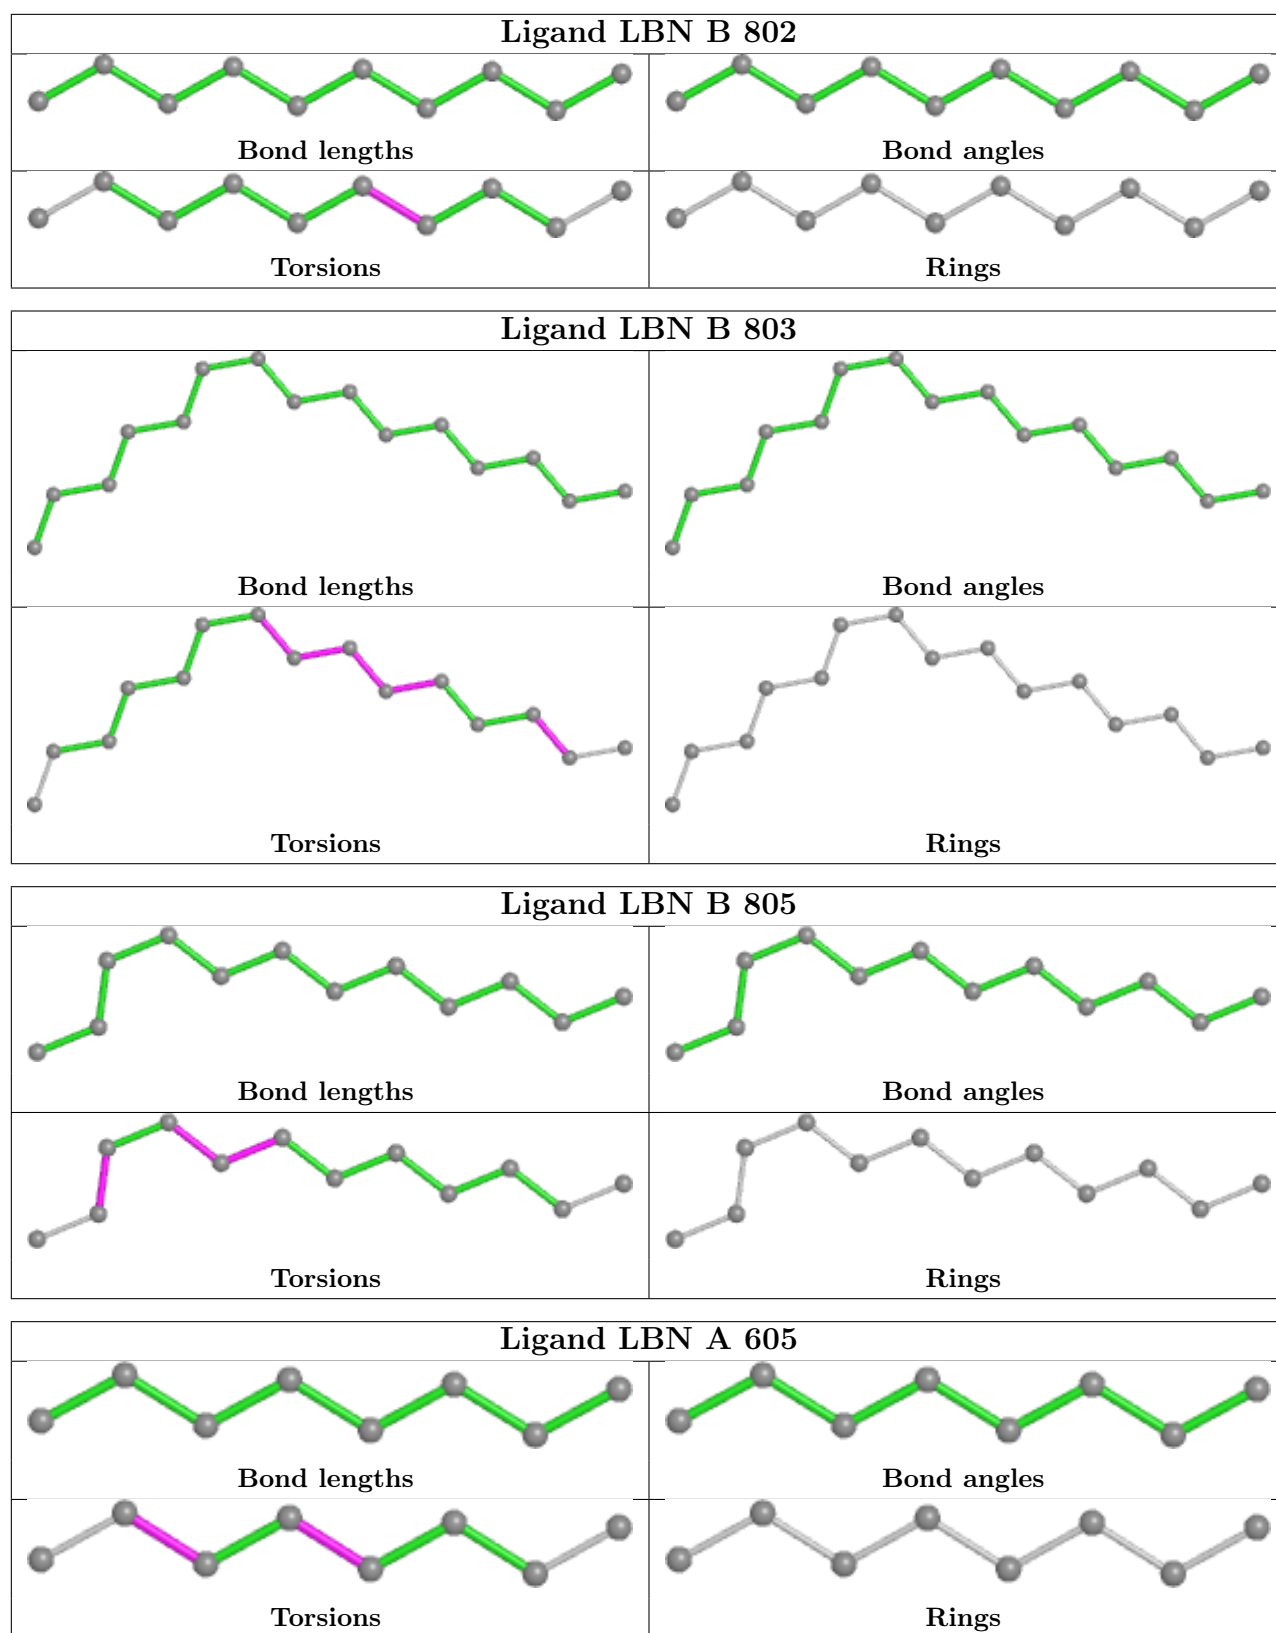 Ligand LBN B 802
Bond lengths
Bond angles
Torsions
Rings
Ligand LBN B 803
Bond lengths
Bond angles
Torsions
Rings
Ligand LBN B 805
Bond lengths
Bond angles
Torsions
Rings
Ligand LBN A 605
Bond lengths
Bond angles
Torsions
Rings